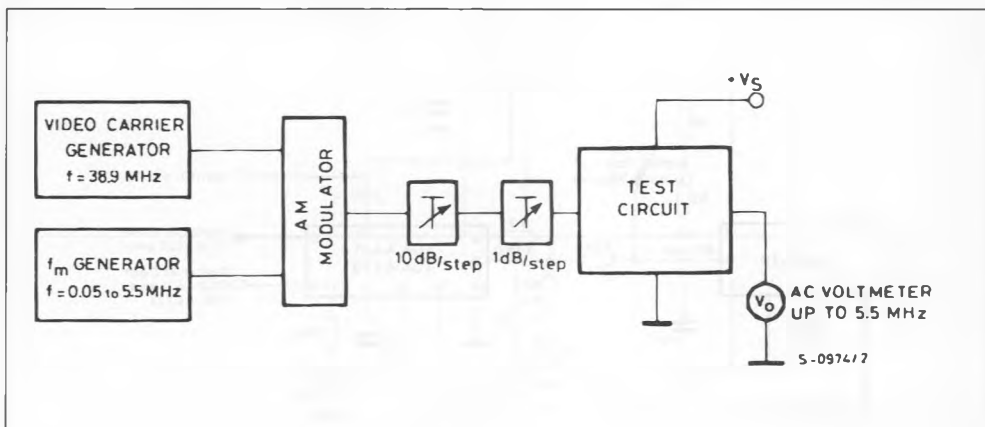 VIDEO CARRIER
GENERATOR
f = 38.9 MHz
fm GENERATOR
f = 0.05 to 5.5 MHz
AM
MODULATOR
10dB/step
1dB/step
TEST
CIRCUIT
+VS
Vo
AC VOLTMETER
UP TO 5.5 MHz
S-0974/2